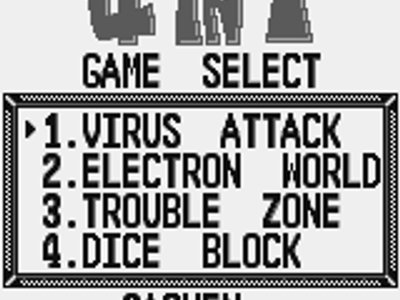 GAME SELECT
1.VIRUS ATTACK
2.ELECTRON WORLD
3.TROUBLE ZONE
4.DICE BLOCK